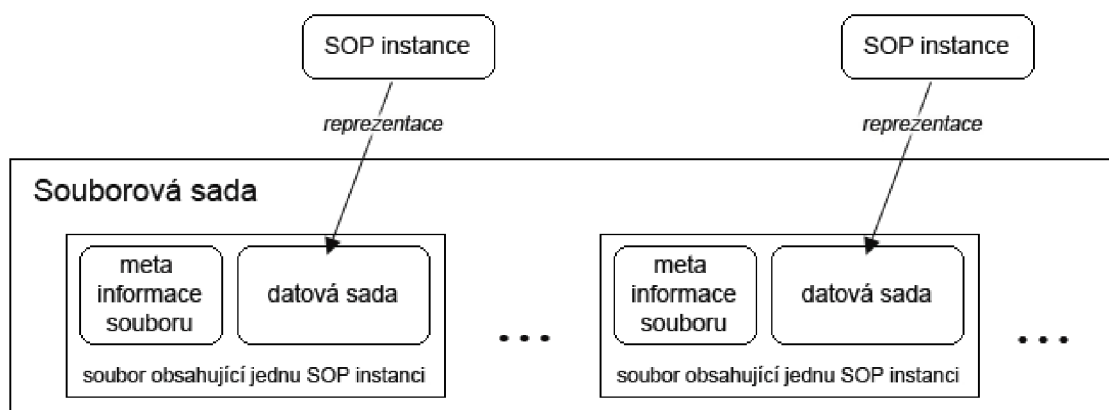 SOP instance
SOP instance
reprezentace
reprezentace
Souborová sada
meta
informace
souboru
datová sada
soubor obsahující jednu SOP instanci
...
meta
informace
souboru
datová sada
soubor obsahující jednu SOP instanci
...